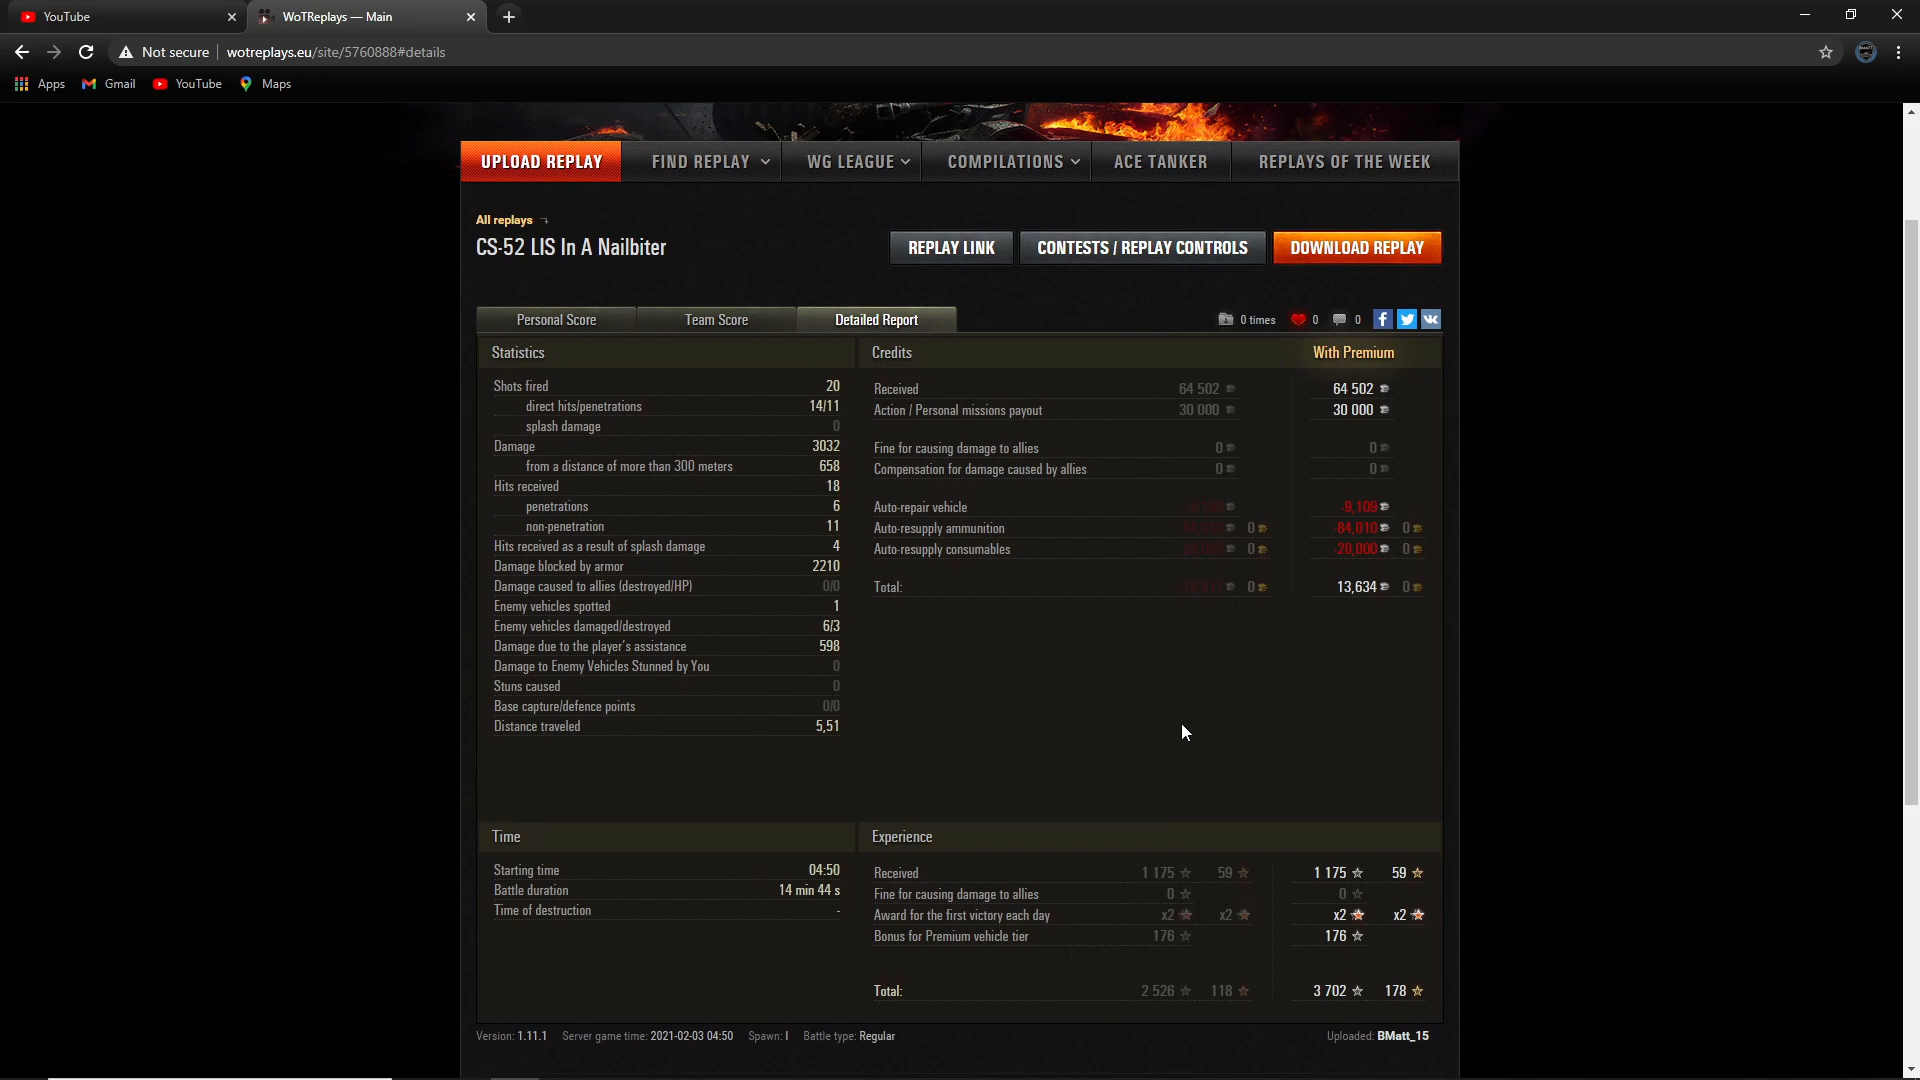 YouTube
WoTReplays — Main
Not secure wotreplays.eu/site/5760888#details
Apps Gmail YouTube Maps
UPLOAD REPLAY FIND REPLAY WG LEAGUE COMPILATIONS ACE TANKER REPLAYS OF THE WEEK
All replays
CS-52 LIS In A Nailbiter
REPLAY LINK CONTESTS / REPLAY CONTROLS DOWNLOAD REPLAY
Personal Score Team Score Detailed Report 0 times 0 0
Statistics
Shots fired 20
direct hits/penetrations 14/11
splash damage 0
Damage 3032
from a distance of more than 300 meters 658
Hits received 18
penetrations 6
non-penetration 11
Hits received as a result of splash damage 4
Damage blocked by armor 2210
Damage caused to allies (destroyed/HP) 0/0
Enemy vehicles spotted 1
Enemy vehicles damaged/destroyed 6/3
Damage due to the player's assistance 598
Damage to Enemy Vehicles Stunned by You 0
Stuns caused 0
Base capture/defence points 0/0
Distance traveled 5,51
Credits With Premium
Received 64 502 64 502
Action / Personal missions payout 30 000 30 000
Fine for causing damage to allies 0 0
Compensation for damage caused by allies 0 0
Auto-repair vehicle -9,109
Auto-resupply ammunition 0 -84,010 0
Auto-resupply consumables 0 -20,000 0
Total: 0 13,634 0
Time
Starting time 04:50
Battle duration 14 min 44 s
Time of destruction -
Experience
Received 1 175 59 1 175 59
Fine for causing damage to allies 0 0
Award for the first victory each day x2 x2 x2 x2
Bonus for Premium vehicle tier 176 176
Total: 2 526 118 3 702 178
Version: 1.11.1 Server game time: 2021-02-03 04:50 Spawn: I Battle type: Regular Uploaded: BMatt_15